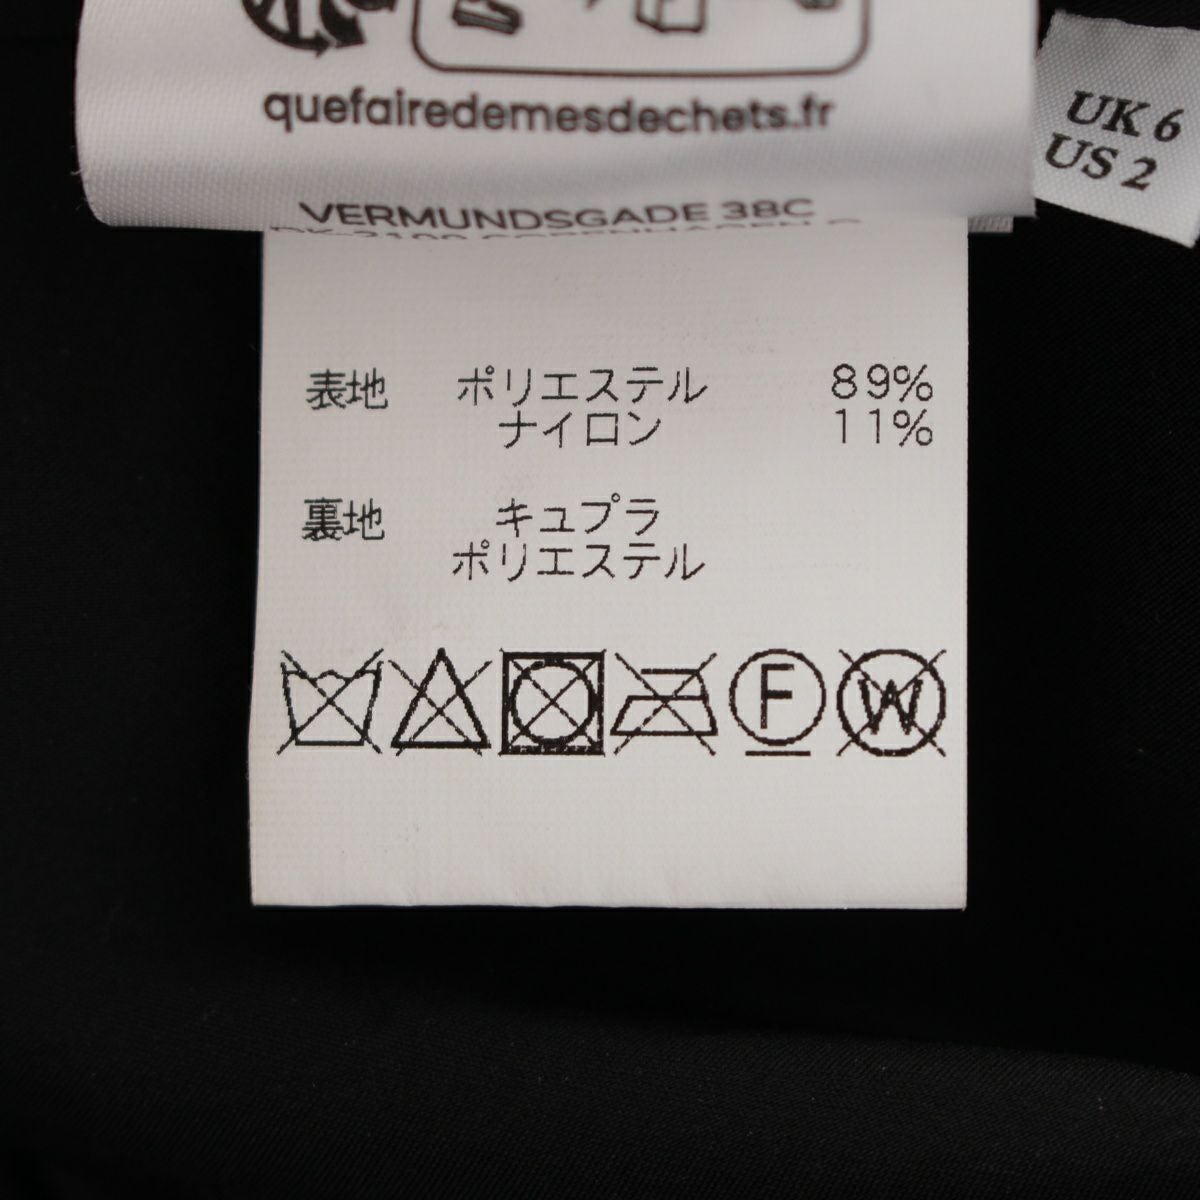 quefairedemesdechets.fr
UK 6
US 2
VERMUNDSGADE 38C
表地 ポリエステル 89%
ナイロン 11%
裏地 キュプラ
ポリエステル
F
W